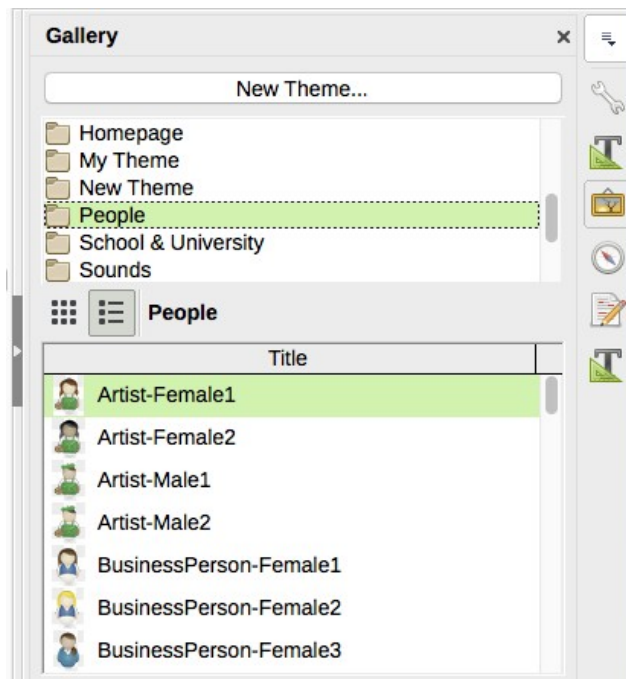 Gallery
New Theme...
Homepage
My Theme
New Theme
People
School & University
Sounds
People
Title
Artist-Female1
Artist-Female2
Artist-Male1
Artist-Male2
BusinessPerson-Female1
BusinessPerson-Female2
BusinessPerson-Female3